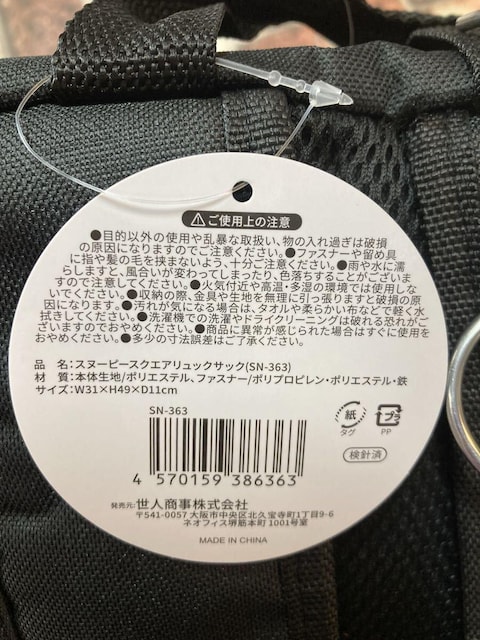 ご使用上の注意
●目的以外の使用や乱暴な取扱い、物の入れ過ぎは破損
の原因になりますのでご注意ください。●ファスナーや留め具
に指や髪の毛を挟まないよう、十分ご注意ください。●雨や水に濡
らしますと、風合いが変わってしまったり、色落ちすることがございま
すので注意してください。●火気付近や高温・多湿の環境では使用しな
いでください。●収納の際、金具や生地を無理に引っ張りますと破損の原
因になります。●汚れが気になる場合は、タオルや柔らかい布などで軽く水
拭きしてください。●洗濯機での洗濯やドライクリーニングは破れる恐れがご
ざいますのでおやめください。●商品に異常が感じられた場合はすぐに使用を
おやめください。●多少の寸法誤差はご了承ください。
品 名:スヌーピースクエアリュックサック(SN-363)
材 質:本体生地/ポリエステル、ファスナー/ポリプロピレン・ポリエステル・鉄
サイズ:W31×H49×D11cm
SN-363
4 570159 386363
紙
タグ
プラ
PP
検針済
発売元:世人商事株式会社
〒541-0057 大阪市中央区北久宝寺町1丁目9-6
ネオフィス堺筋本町 1001号室
MADE IN CHINA